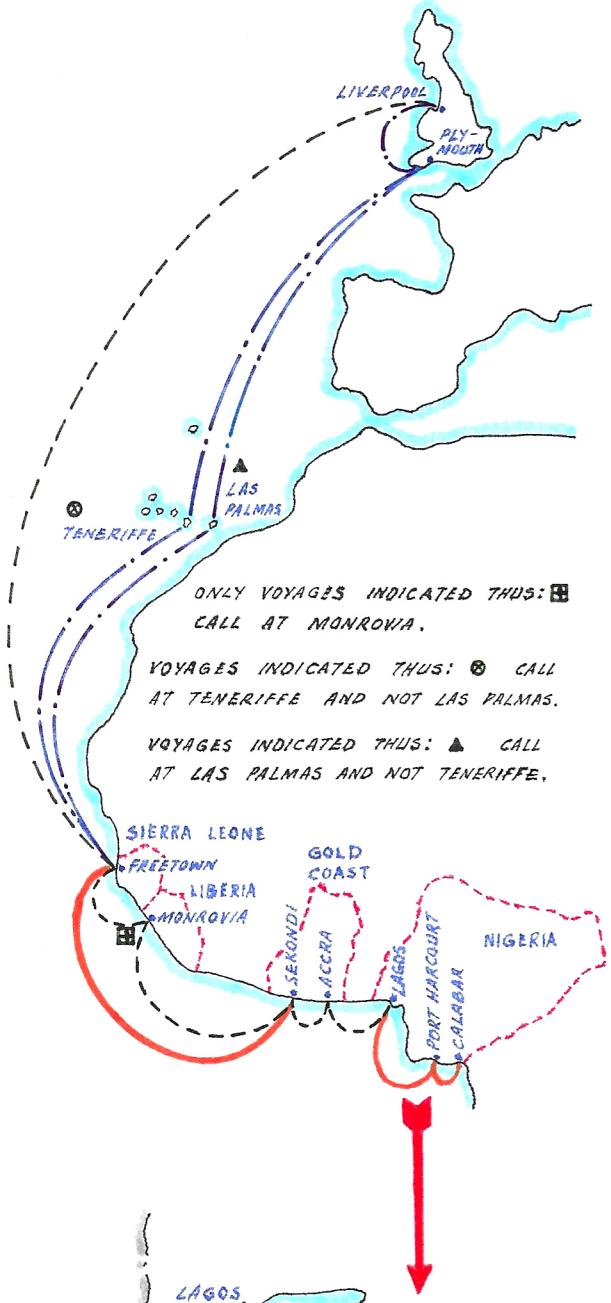 LIVERPOOL
PLY-
MOUTH
LAS
PALMAS
TENERIFFE
ONLY VOYAGES INDICATED THUS:
CALL AT MONROVIA.
VOYAGES INDICATED THUS: CALL
AT TENERIFFE AND NOT LAS PALMAS.
VOYAGES INDICATED THUS: CALL
AT LAS PALMAS AND NOT TENERIFFE.
SIERRA LEONE
FREETOWN
LIBERIA
MONROVIA
GOLD
COAST
SEKONDI
ACCRA
LAGOS
PORT HARCOURT
CALABAR
NIGERIA
LAGOS